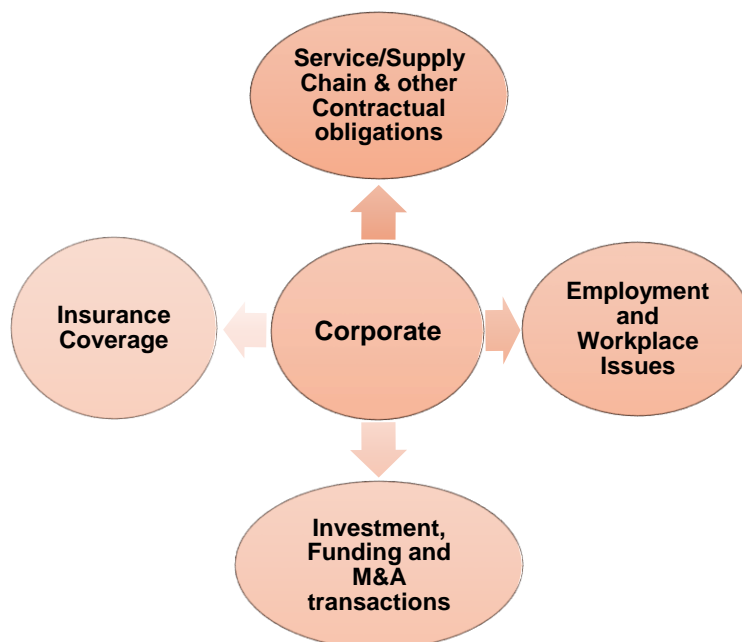 Service/Supply
Chain & other
Contractual
obligations
Insurance
Coverage
Corporate
Employment
and
Workplace
Issues
Investment,
Funding and
M&A
transactions